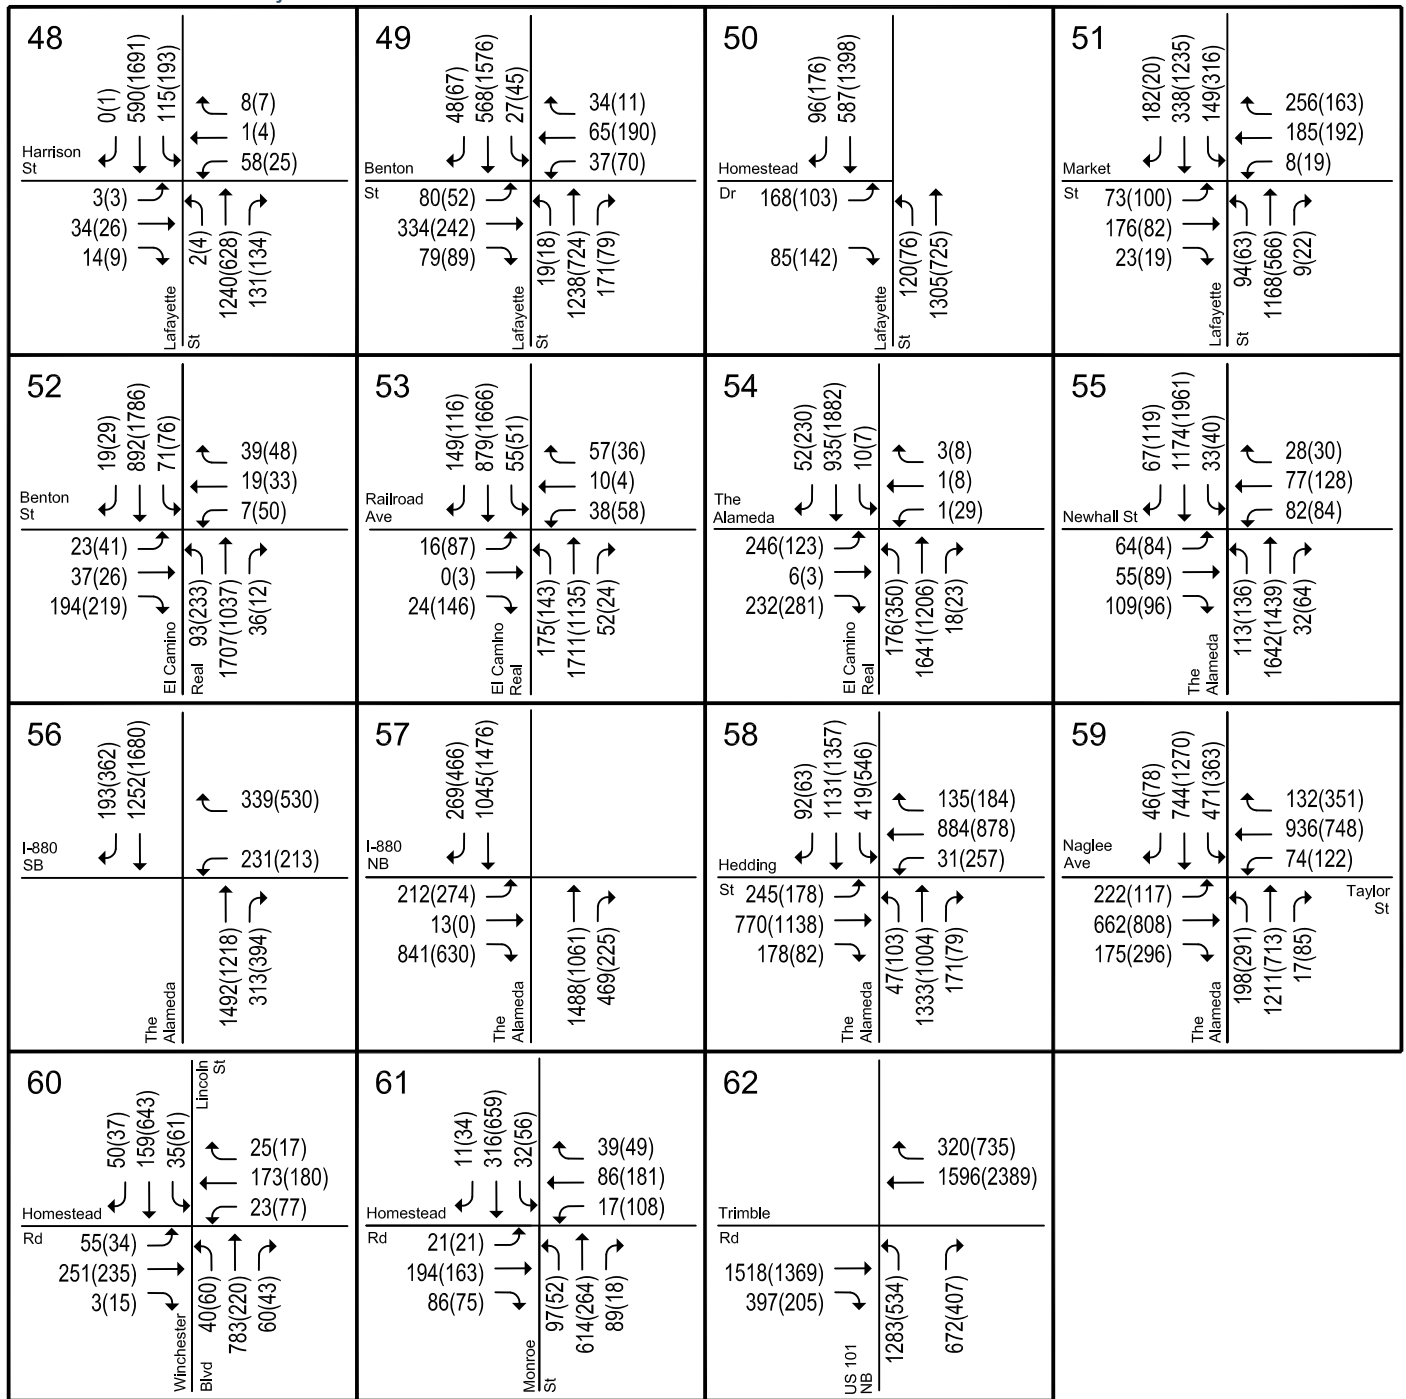 48
0(1)
590(1691)
115(193)
8(7)
1(4)
58(25)
Harrison
St
3(3)
34(26)
14(9)
2(4)
1240(628)
131(134)
Lafayette
St
49
48(67)
568(1576)
27(45)
34(11)
65(190)
37(70)
Benton
St
80(52)
334(242)
79(89)
19(18)
1238(724)
171(79)
Lafayette
St
50
96(176)
587(1398)
Homestead
Dr
168(103)
85(142)
120(76)
1305(725)
Lafayette
St
51
182(20)
338(1235)
149(316)
256(163)
185(192)
8(19)
Market
St
73(100)
176(82)
23(19)
94(63)
1168(566)
9(22)
Lafayette
St
52
19(29)
892(1786)
71(76)
39(48)
19(33)
7(50)
Benton
St
23(41)
37(26)
194(219)
93(233)
1707(1037)
36(12)
El Camino
Real
53
149(116)
879(1666)
55(51)
57(36)
10(4)
38(58)
Railroad
Ave
16(87)
0(3)
24(146)
175(143)
1711(1135)
52(24)
El Camino
Real
54
52(230)
935(1882)
10(7)
3(8)
1(8)
1(29)
The
Alameda
246(123)
6(3)
232(281)
176(350)
1641(1206)
18(23)
El Camino
Real
55
67(119)
1174(1961)
33(40)
28(30)
77(128)
82(84)
Newhall St
64(84)
55(89)
109(96)
113(136)
1642(1439)
32(64)
The
Alameda
56
193(362)
1252(1680)
339(530)
231(213)
I-880
SB
1492(1218)
313(394)
The
Alameda
57
269(466)
1045(1476)
I-880
NB
212(274)
13(0)
841(630)
1488(1061)
469(225)
The
Alameda
58
92(63)
1131(1357)
419(546)
135(184)
884(878)
31(257)
Hedding
St
245(178)
770(1138)
178(82)
47(103)
1333(1004)
171(79)
The
Alameda
59
46(78)
744(1270)
471(363)
132(351)
936(748)
74(122)
Naglee
Ave
Taylor
St
222(117)
662(808)
175(296)
198(291)
1211(713)
17(85)
The
Alameda
60
Lincoln
St
50(37)
159(643)
35(61)
25(17)
173(180)
23(77)
Homestead
Rd
55(34)
251(235)
3(15)
40(60)
783(220)
60(43)
Winchester
Blvd
61
11(34)
316(659)
32(56)
39(49)
86(181)
17(108)
Homestead
Rd
21(21)
194(163)
86(75)
97(52)
614(264)
89(18)
Monroe
St
62
320(735)
1596(2389)
Trimble
Rd
1518(1369)
397(205)
1283(534)
672(407)
US 101
NB